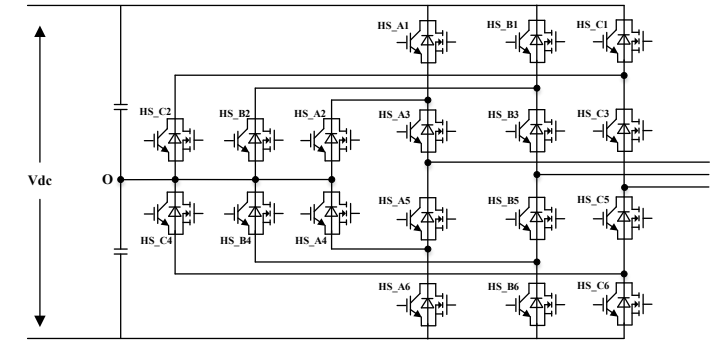 HS_A1
HS_B1
HS_C1
HS_C2
HS_B2
HS_A2
HS_A3
HS_B3
HS_C3
Vdc
O
HS_A5
HS_B5
HS_C5
HS_C4
HS_B4
HS_A4
HS_A6
HS_B6
HS_C6